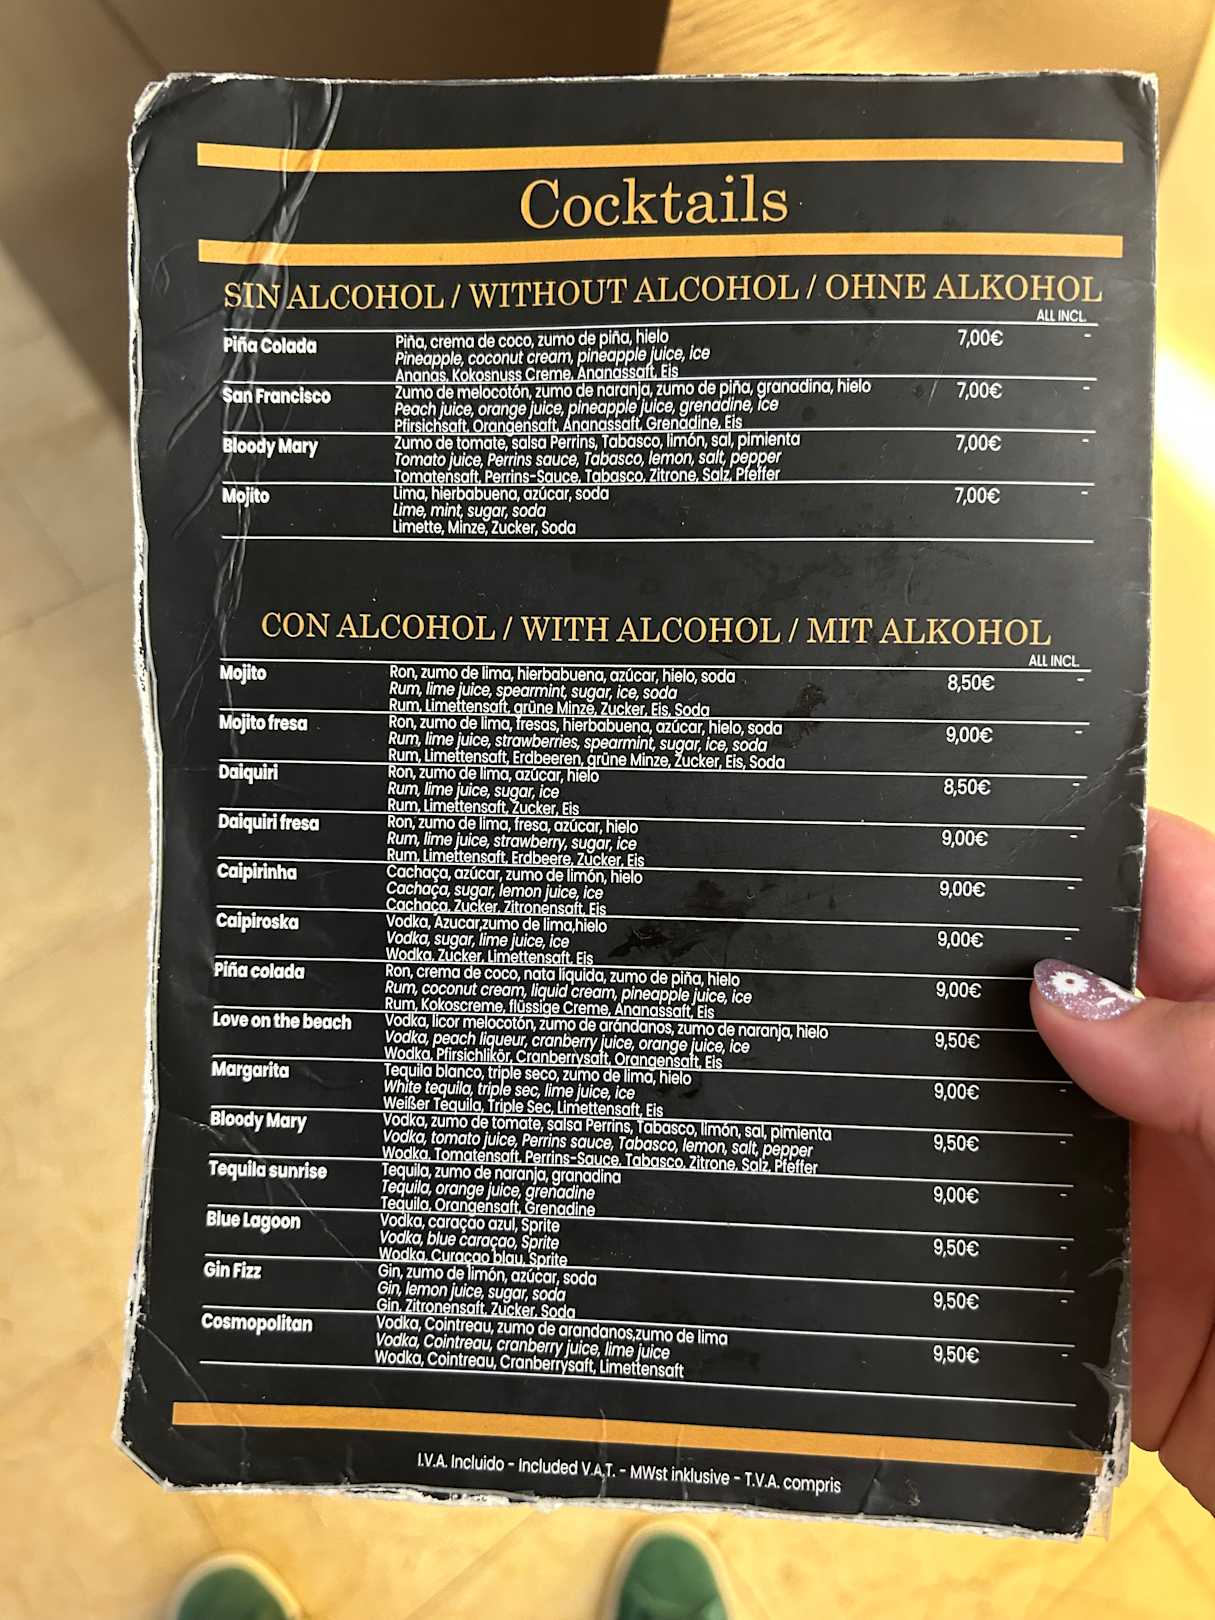 Cocktails
SIN ALCOHOL / WITHOUT ALCOHOL / OHNE ALKOHOL
ALL INCL.
Piña Colada Piña, crema de coco, zumo de piña, hielo 7,00€ -
Pineapple, coconut cream, pineapple juice, ice
Ananas, Kokosnuss Creme, Ananassaft, Eis
San Francisco Zumo de melocotón, zumo de naranja, zumo de piña, granadina, hielo 7,00€ -
Peach juice, orange juice, pineapple juice, grenadine, ice
Pfirsichsaft, Orangensaft, Ananassaft, Grenadine, Eis
Bloody Mary Zumo de tomate, salsa Perrins, Tabasco, limón, sal, pimienta 7,00€ -
Tomato juice, Perrins sauce, Tabasco, lemon, salt, pepper
Tomatensaft, Perrins-Sauce, Tabasco, Zitrone, Salz, Pfeffer
Mojito Lima, hierbabuena, azúcar, soda 7,00€ -
Lime, mint, sugar, soda
Limette, Minze, Zucker, Soda
CON ALCOHOL / WITH ALCOHOL / MIT ALKOHOL
ALL INCL.
Mojito Ron, zumo de lima, hierbabuena, azúcar, hielo, soda 8,50€ -
Rum, lime juice, spearmint, sugar, ice, soda
Rum, Limettensaft, grüne Minze, Zucker, Eis, Soda
Mojito fresa Ron, zumo de lima, fresas, hierbabuena, azúcar, hielo, soda 9,00€ -
Rum, lime juice, strawberries, spearmint, sugar, ice, soda
Rum, Limettensaft, Erdbeeren, grüne Minze, Zucker, Eis, Soda
Daiquiri Ron, zumo de lima, azúcar, hielo 8,50€ -
Rum, lime juice, sugar, ice
Rum, Limettensaft, Zucker, Eis
Daiquiri fresa Ron, zumo de lima, fresa, azúcar, hielo 9,00€ -
Rum, lime juice, strawberry, sugar, ice
Rum, Limettensaft, Erdbeere, Zucker, Eis
Caipirinha Cachaça, azúcar, zumo de limón, hielo 9,00€ -
Cachaça, sugar, lemon juice, ice
Cachaça, Zucker, Zitronensaft, Eis
Caipiroska Vodka, Azucar,zumo de lima,hielo 9,00€ -
Vodka, sugar, lime juice, ice
Wodka, Zucker, Limettensaft, Eis
Piña colada Ron, crema de coco, nata líquida, zumo de piña, hielo 9,00€
Rum, coconut cream, liquid cream, pineapple juice, ice
Rum, Kokoscreme, flüssige Creme, Ananassaft, Eis
Love on the beach Vodka, licor melocotón, zumo de arándanos, zumo de naranja, hielo 9,50€
Vodka, peach liqueur, cranberry juice, orange juice, ice
Wodka, Pfirsichlikör, Cranberrysaft, Orangensaft, Eis
Margarita Tequila blanco, triple seco, zumo de lima, hielo 9,00€ -
White tequila, triple sec, lime juice, ice
Weißer Tequila, Triple Sec, Limettensaft, Eis
Bloody Mary Vodka, zumo de tomate, salsa Perrins, Tabasco, limón, sal, pimienta 9,50€ -
Vodka, tomato juice, Perrins sauce, Tabasco, lemon, salt, pepper
Wodka, Tomatensaft, Perrins-Sauce, Tabasco, Zitrone, Salz, Pfeffer
Tequila sunrise Tequila, zumo de naranja, granadina 9,00€ -
Tequila, orange juice, grenadine
Tequila, Orangensaft, Grenadine
Blue Lagoon Vodka, caraçao azul, Sprite 9,50€ -
Vodka, blue caraçao, Sprite
Wodka, Curaçao blau, Sprite
Gin Fizz Gin, zumo de limón, azúcar, soda 9,50€ -
Gin, lemon juice, sugar, soda
Gin, Zitronensaft, Zucker, Soda
Cosmopolitan Vodka, Cointreau, zumo de arandanos,zumo de lima 9,50€ -
Vodka, Cointreau, cranberry juice, lime juice
Wodka, Cointreau, Cranberrysaft, Limettensaft
I.V.A. Incluido - Included V.A.T. - MWst inklusive - T.V.A. compris